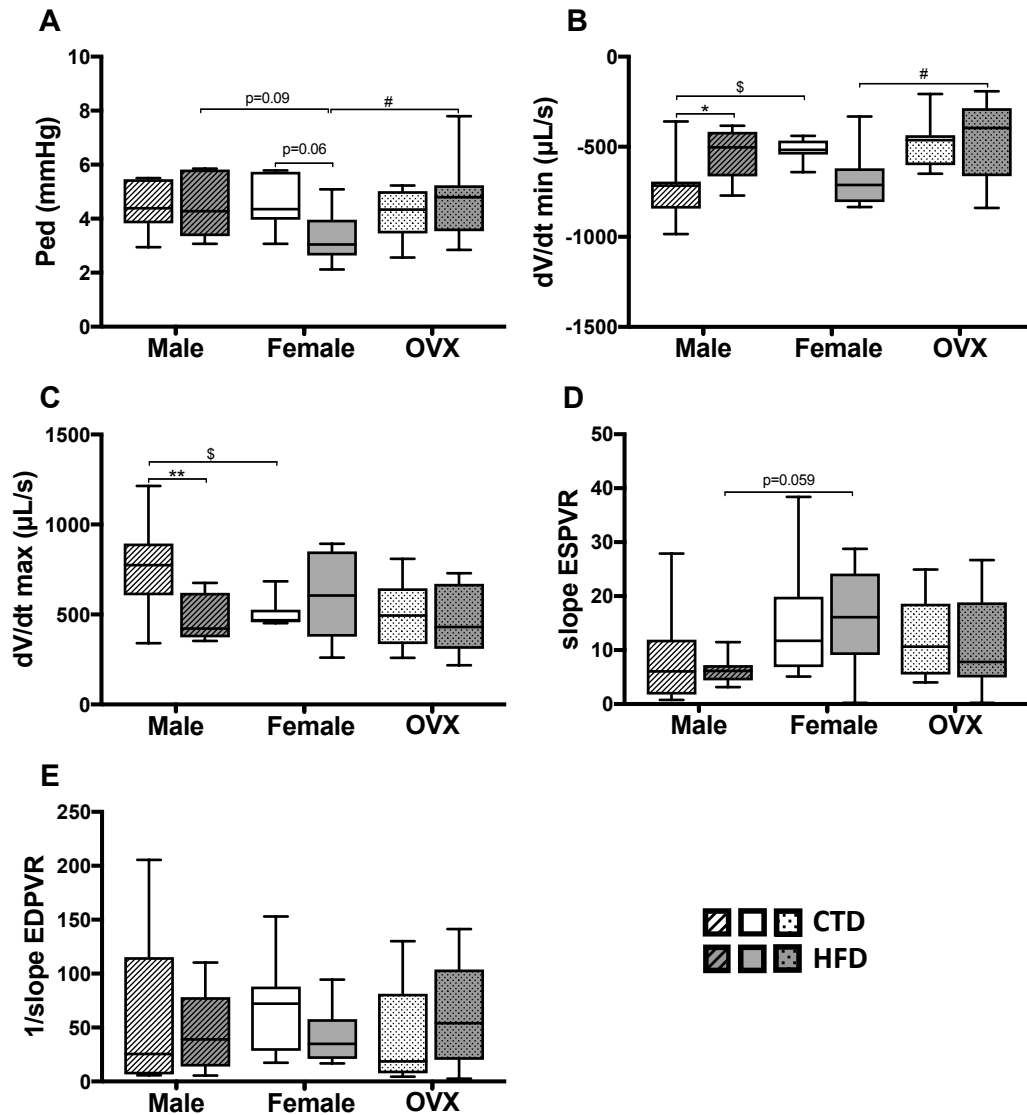 A
Ped (mmHg)
10
8
6
4
2
0
p=0.09
#
p=0.06
Male Female OVX
B
dV/dt min (µL/s)
0
-500
-1000
-1500
$
*
#
Male Female OVX
C
dV/dt max (µL/s)
1500
1000
500
0
$
**
Male Female OVX
D
slope ESPVR
50
40
30
20
10
0
p=0.059
Male Female OVX
E
1/slope EDPVR
250
200
150
100
50
0
Male Female OVX
CTD
HFD